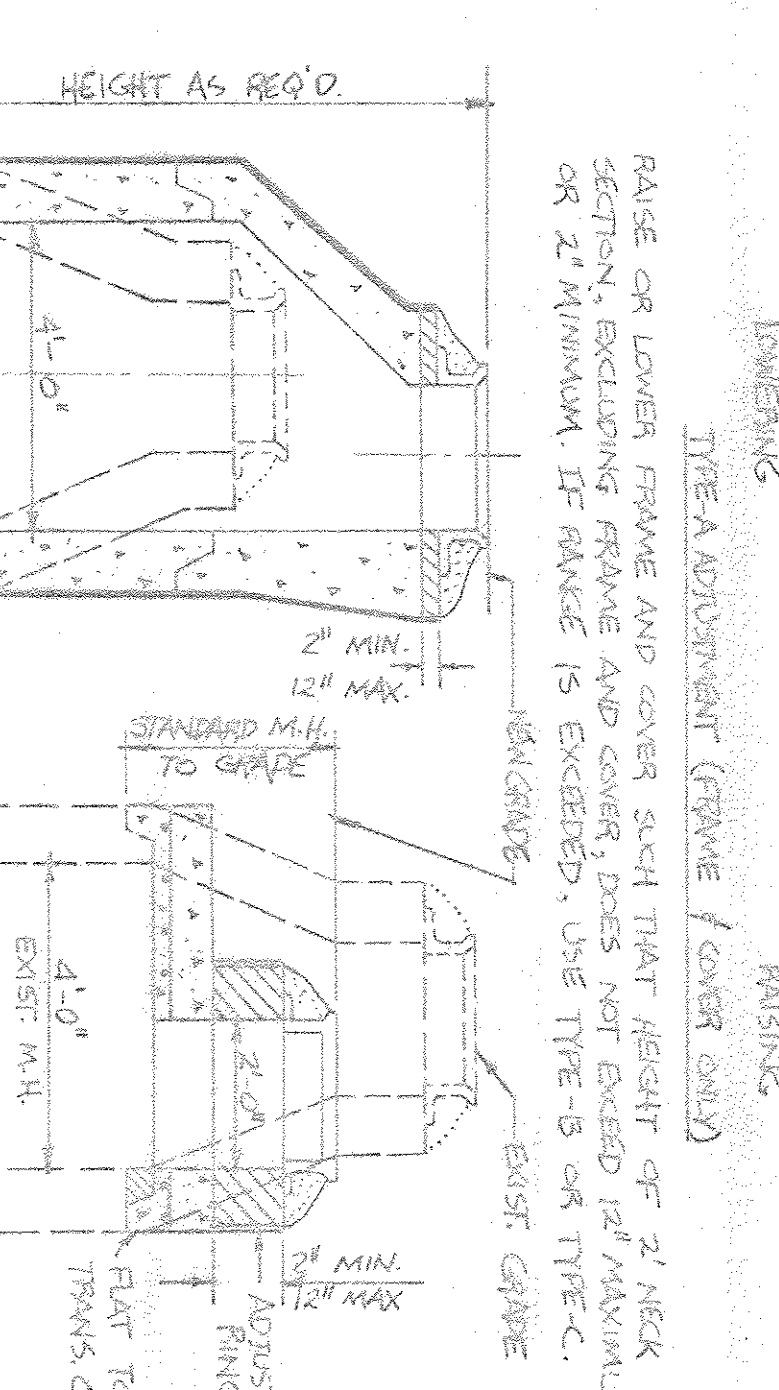 LOWERING
RAISING
TYPE-A ADJUSTMENT (FRAME & COVER ONLY)
RAISE OR LOWER FRAME AND COVER SUCH THAT HEIGHT OF 2' NECK
SECTION, EXCLUDING FRAME AND COVER, DOES NOT EXCEED 12" MAXIMU
OR 2" MINIMUM. IF RANGE IS EXCEEDED, USE TYPE-B OR TYPE-C.
HEIGHT AS REQ'D.
NEW GRADE
EXIST. GRADE
4'-0"
2" MIN.
12" MAX.
STANDARD M.H.
TO GRADE
2'-0"
4'-0"
EXIST. M.H.
2" MIN.
12" MAX
ADJUST
RING
FLAT TO
TRANS.